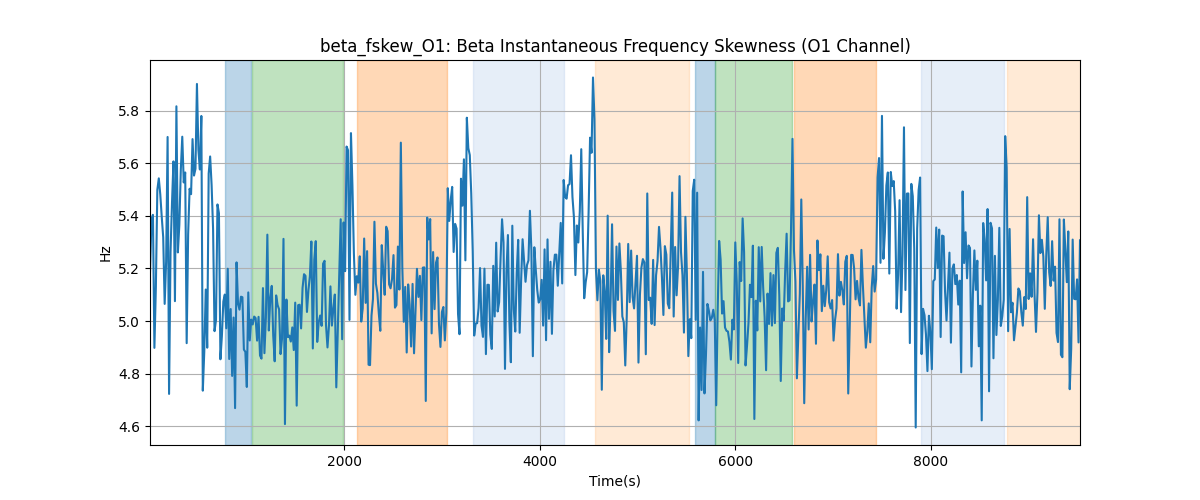 beta_fskew_O1: Beta Instantaneous Frequency Skewness (O1 Channel)
Hz
5.8
5.6
5.4
5.2
5.0
4.8
4.6
2000 4000 6000 8000
Time(s)